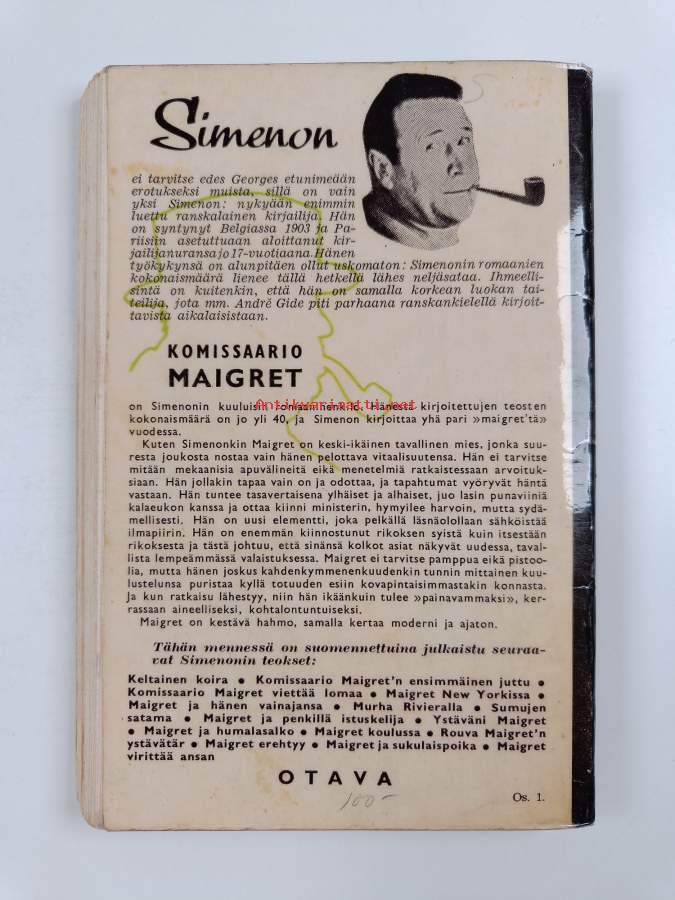 Simenon
ei tarvitse edes Georges etunimeään
erotukseksi muista, sillä on vain
yksi Simenon: nykyään enimmin
luettu ranskalainen kirjailija. Hän
on syntynyt Belgiassa 1903 ja Pa-
riisiin asetuttuaan aloittanut kir-
jailijanuransa jo 17-vuotiaana. Hänen
työkykynsä on alunpitäen ollut uskomaton: Simenonin romaanien
kokonaismäärä lienee tällä hetkellä lähes neljäsataa. Ihmeelli-
sintä on kuitenkin, että hän on samalla korkean luokan tai-
teilija, jota mm. André Gide piti parhaana ranskankielellä kirjoit-
tavista aikalaisistaan.
KOMISSAARIO
MAIGRET
Antikvariaatti.net
on Simenonin kuuluisin romaanihenkilö. Hänestä kirjoitettujen teosten
kokonaismäärä on jo yli 40, ja Simenon kirjoittaa yhä pari »maigret'tä»
vuodessa.
Kuten Simenonkin Maigret on keski-ikäinen tavallinen mies, jonka suu-
resta joukosta nostaa vain hänen pelottava vitaalisuutensa. Hän ei tarvitse
mitään mekaanisia apuvälineitä eikä menetelmiä ratkaistessaan arvoituk-
siaan. Hän jollakin tapaa vain on ja odottaa, ja tapahtumat vyöryvät häntä
vastaan. Hän tuntee tasavertaisena ylhäiset ja alhaiset, juo lasin punaviiniä
kalaeukon kanssa ja ottaa kiinni ministerin, hymyilee harvoin, mutta sydä-
mellisesti. Hän on uusi elementti, joka pelkällä läsnäolollaan sähköistää
ilmapiirin. Hän on enemmän kiinnostunut rikoksen syistä kuin itsestään
rikoksesta ja tästä johtuu, että sinänsä kolkot asiat näkyvät uudessa, taval-
lista lempeämmässä valaistuksessa. Maigret ei tarvitse pamppua eikä pistoo-
lia, mutta hänen joskus kahdenkymmenenkuudenkin tunnin mittainen kuu-
lustelunsa puristaa kyllä totuuden esiin kovapintaisimmastakin konnasta.
Ja kun ratkaisu lähestyy, niin hän ikäänkuin tulee »painavammaksi», ker-
rassaan aineelliseksi, kohtalontuntuiseksi.
Maigret on kestävä hahmo, samalla kertaa moderni ja ajaton.
Tähän mennessä on suomennettuina julkaistu seuraa-
vat Simenonin teokset:
Keltainen koira ● Komissaario Maigret'n ensimmäinen juttu ●
Komissaario Maigret viettää lomaa ● Maigret New Yorkissa ●
Maigret ja hänen vainajansa ● Murha Rivieralla ● Sumujen
satama ● Maigret ja penkillä istuskelija ● Ystäväni Maigret
● Maigret ja humalasalko ● Maigret koulussa ● Rouva Maigret'n
ystävätär ● Maigret erehtyy ● Maigret ja sukulaispoika ● Maigret
virittää ansan
OTAVA
100-
Os. 1.